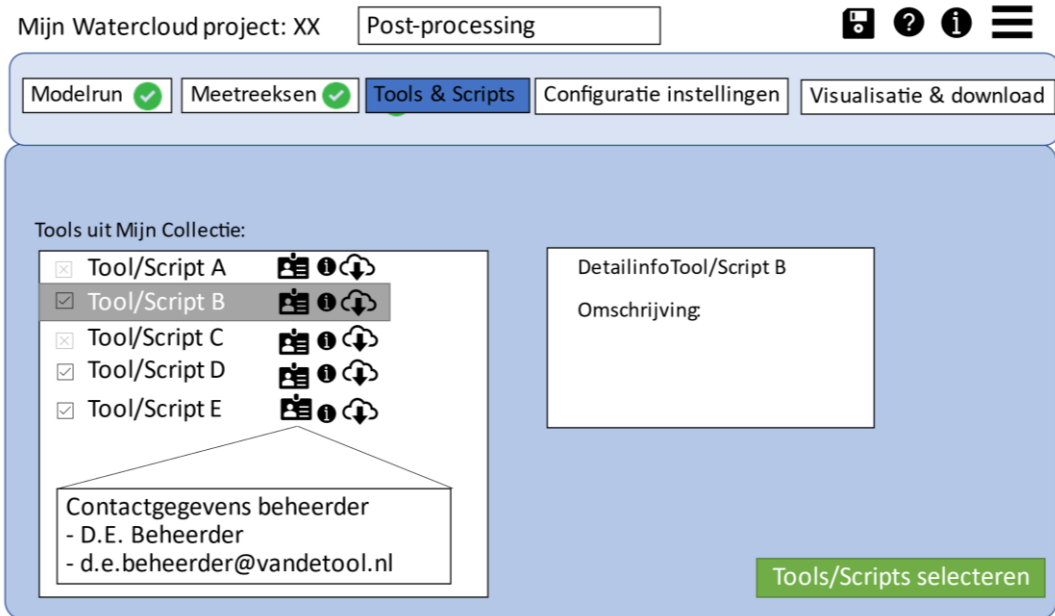 Mijn Watercloud project: XX
Post-processing
Modelrun
Meetreeksen
Tools & Scripts
Configuratie instellingen
Visualisatie & download
Tools uit Mijn Collectie:
Tool/Script A
Tool/Script B
Tool/Script C
Tool/Script D
Tool/Script E
Contactgegevens beheerder
- D.E. Beheerder
- d.e.beheerder@vandetool.nl
DetailinfoTool/Script B
Omschrijving:
Tools/Scripts selecteren